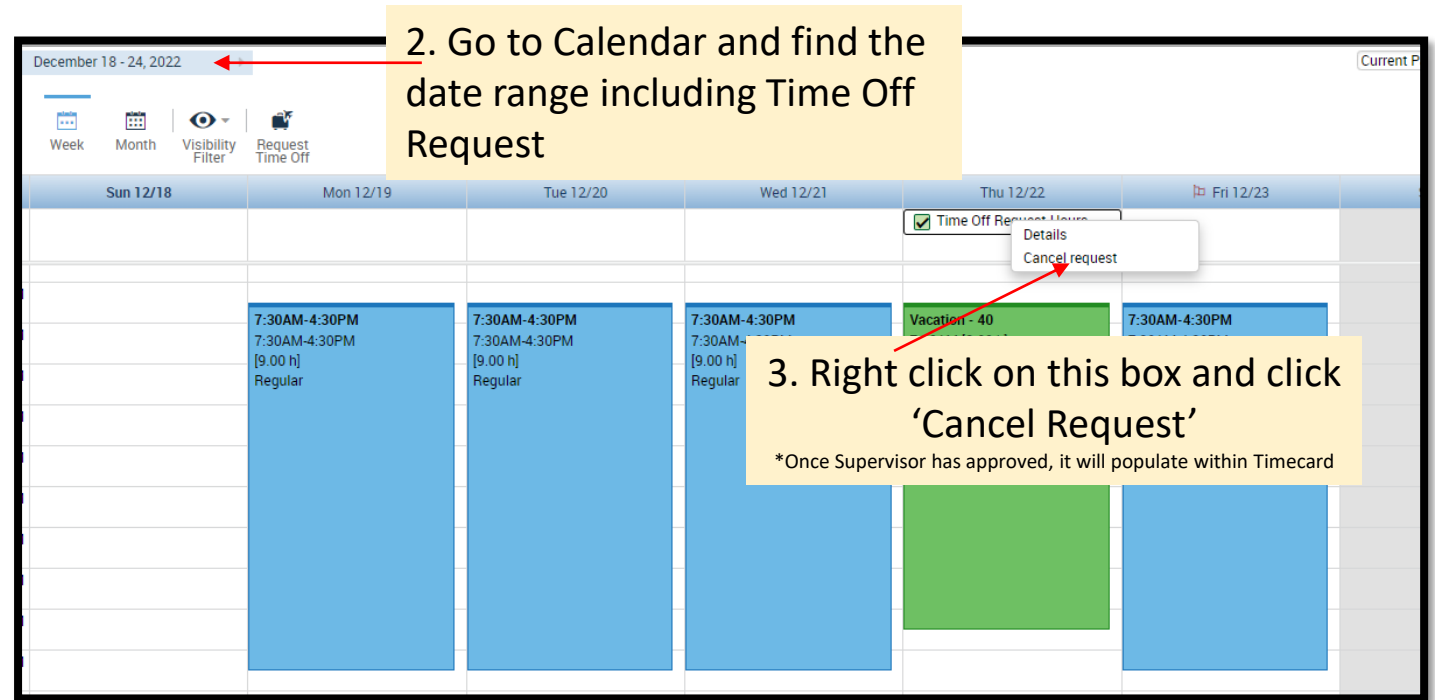 2. Go to Calendar and find the
date range including Time Off
Request
December 18 - 24, 2022
Current P
Week
Month
Visibility
Filter
Request
Time Off
Sun 12/18
Mon 12/19
Tue 12/20
Wed 12/21
Thu 12/22
Fri 12/23
Time Off Request Hours
Details
Cancel request
7:30AM-4:30PM
7:30AM-4:30PM
[9.00 h]
Regular
7:30AM-4:30PM
7:30AM-4:30PM
[9.00 h]
Regular
7:30AM-4:30PM
7:30AM-
[9.00 h]
Regular
Vacation - 40
7:30AM-4:30PM
3. Right click on this box and click
‘Cancel Request’
*Once Supervisor has approved, it will populate within Timecard